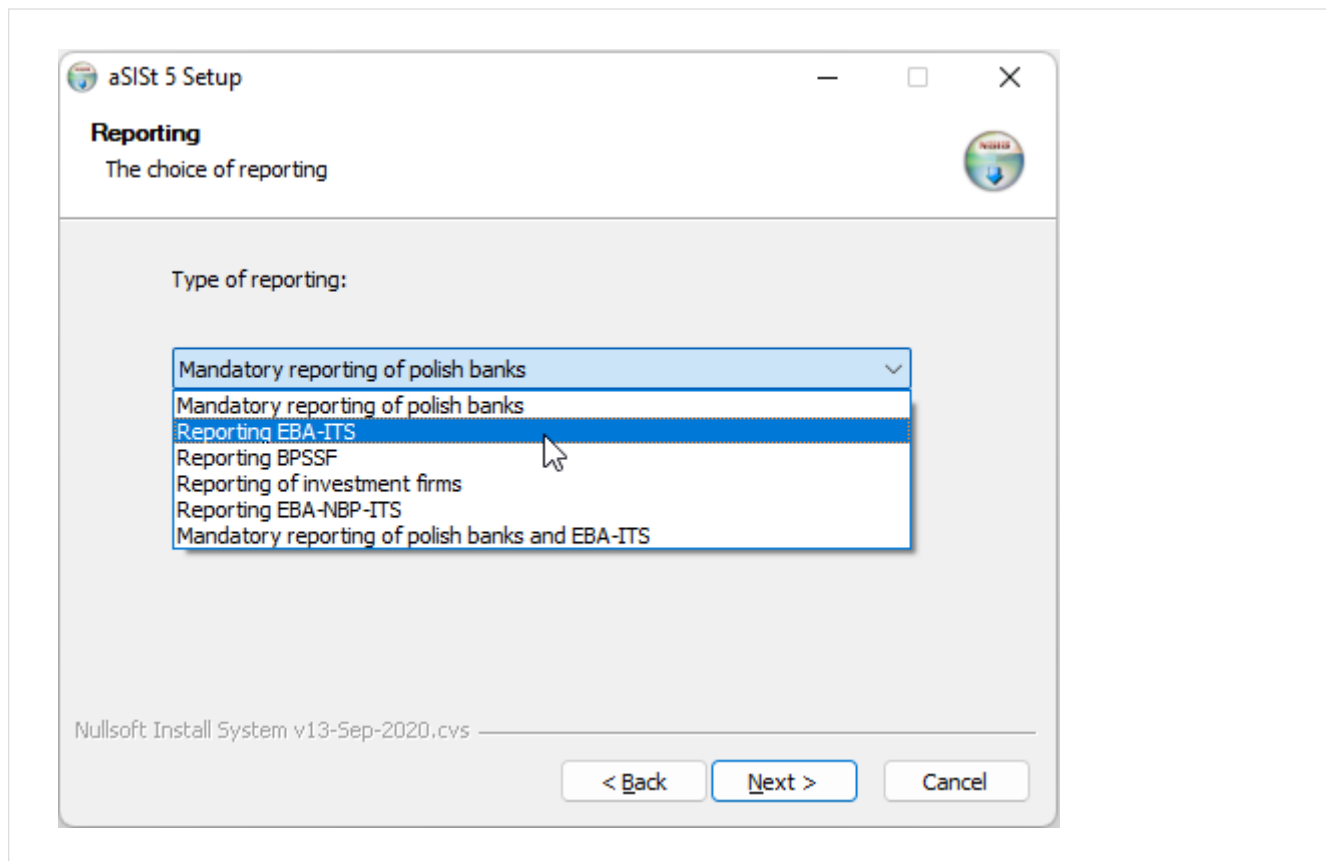 aSISt 5 Setup
Reporting
The choice of reporting
Type of reporting:
Mandatory reporting of polish banks
Mandatory reporting of polish banks
Reporting EBA-ITS
Reporting BPSSF
Reporting of investment firms
Reporting EBA-NBP-ITS
Mandatory reporting of polish banks and EBA-ITS
Nullsoft Install System v13-Sep-2020.cvs
< Back Next > Cancel